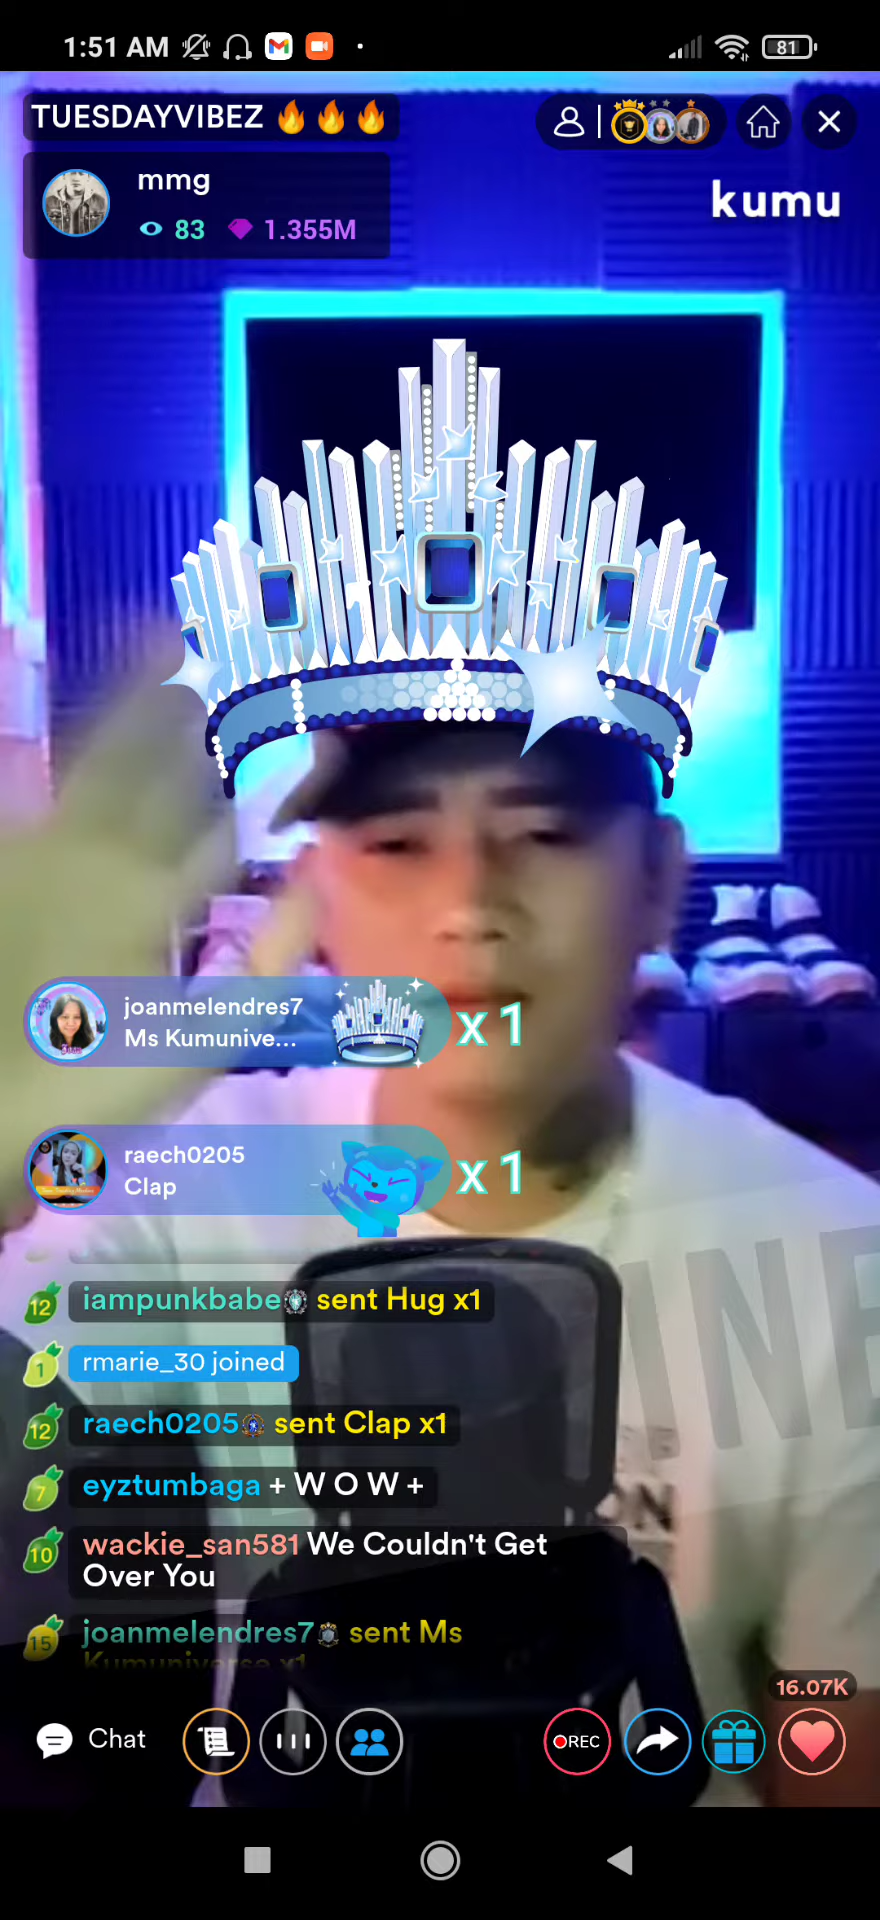 1:51 AM
81
TUESDAYVIBEZ 🔥🔥🔥
mmg
83 1.355M
kumu
joanmelendres7
Ms Kumunive...
x 1
raech0205
Clap
x 1
12 iampunkbabe sent Hug x1
1 rmarie_30 joined
12 raech0205 sent Clap x1
7 eyztumbaga + W O W +
10 wackie_san581 We Couldn't Get
Over You
15 joanmelendres7 sent Ms
Kumuniverse x1
16.07K
Chat
REC